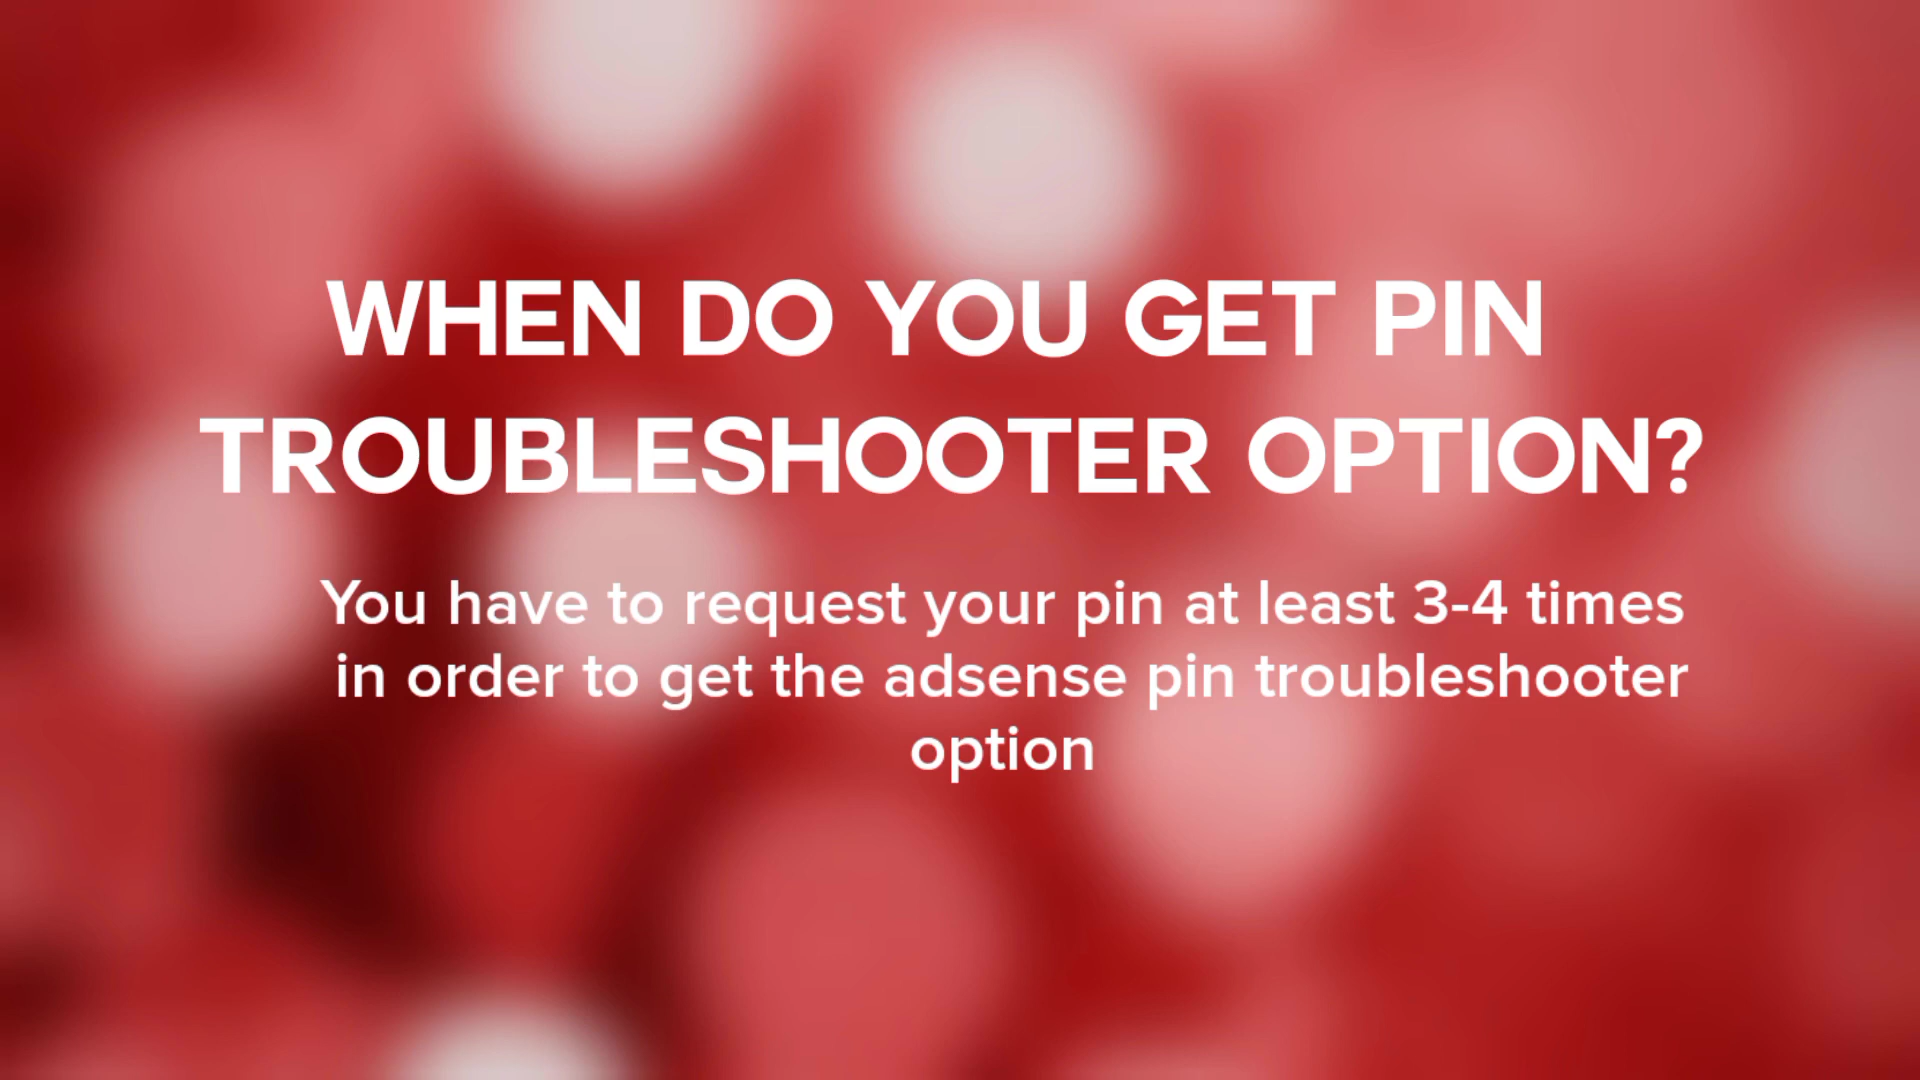 WHEN DO YOU GET PIN
TROUBLESHOOTER OPTION?
You have to request your pin at least 3-4 times
in order to get the adsense pin troubleshooter
option